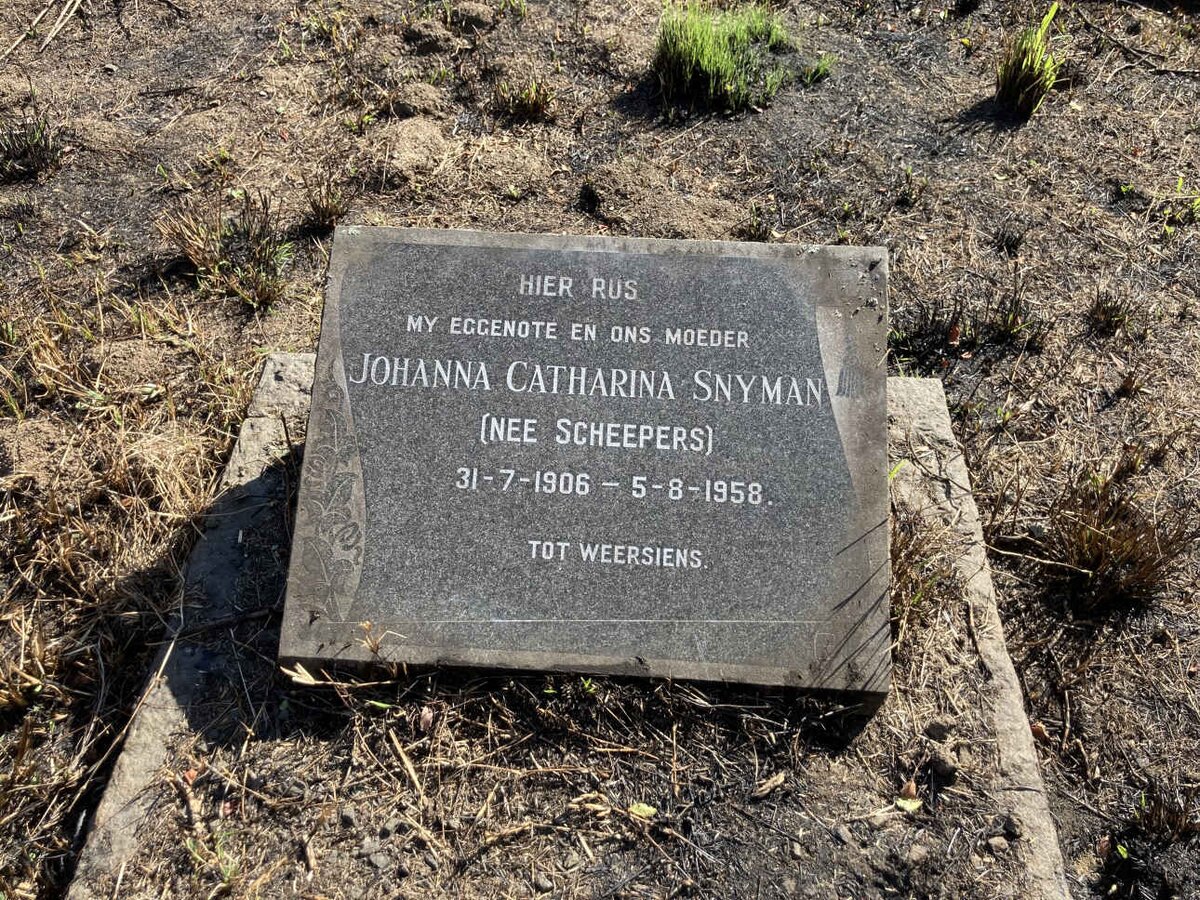 HIER RUS
MY EGGENOTE EN ONS MOEDER
JOHANNA CATHARINA SNYMAN
(NEE SCHEEPERS)
31-7-1906 – 5-8-1958.
TOT WEERSIENS.